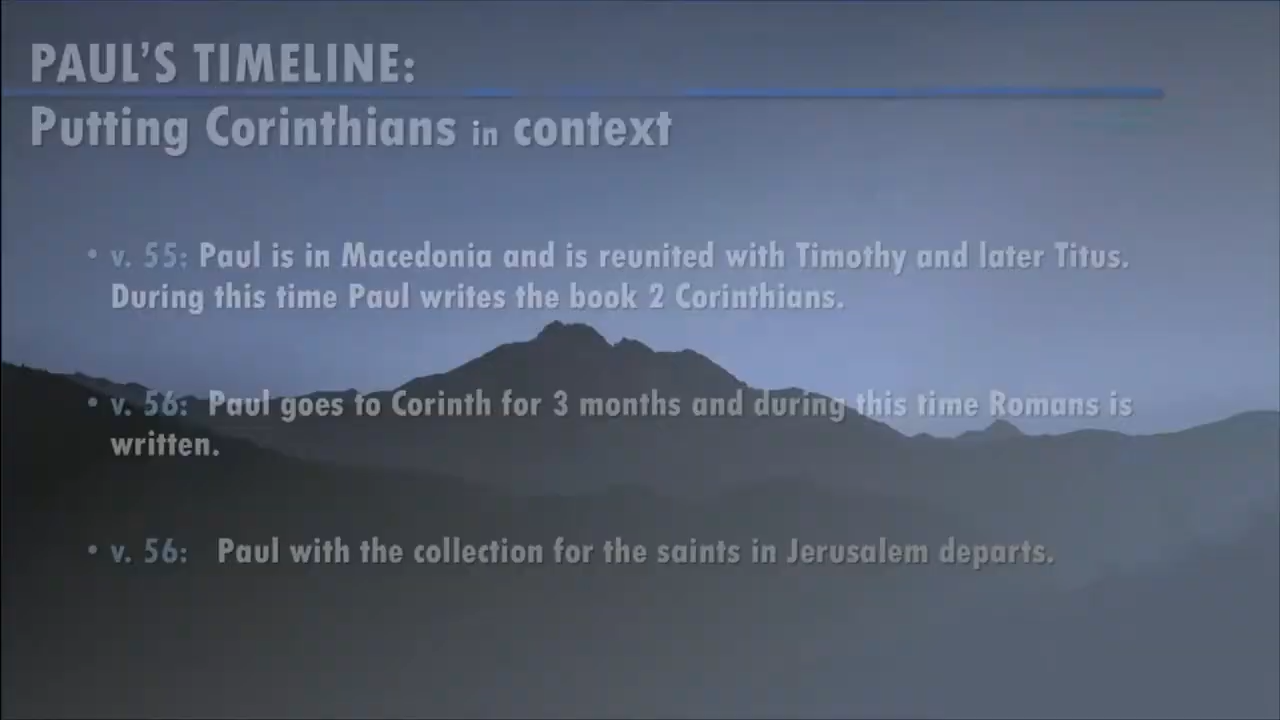 PAUL'S TIMELINE:
Putting Corinthians in context
• v. 55: Paul is in Macedonia and is reunited with Timothy and later Titus.
During this time Paul writes the book 2 Corinthians.
• v. 56: Paul goes to Corinth for 3 months and during this time Romans is
written.
• v. 56: Paul with the collection for the saints in Jerusalem departs.